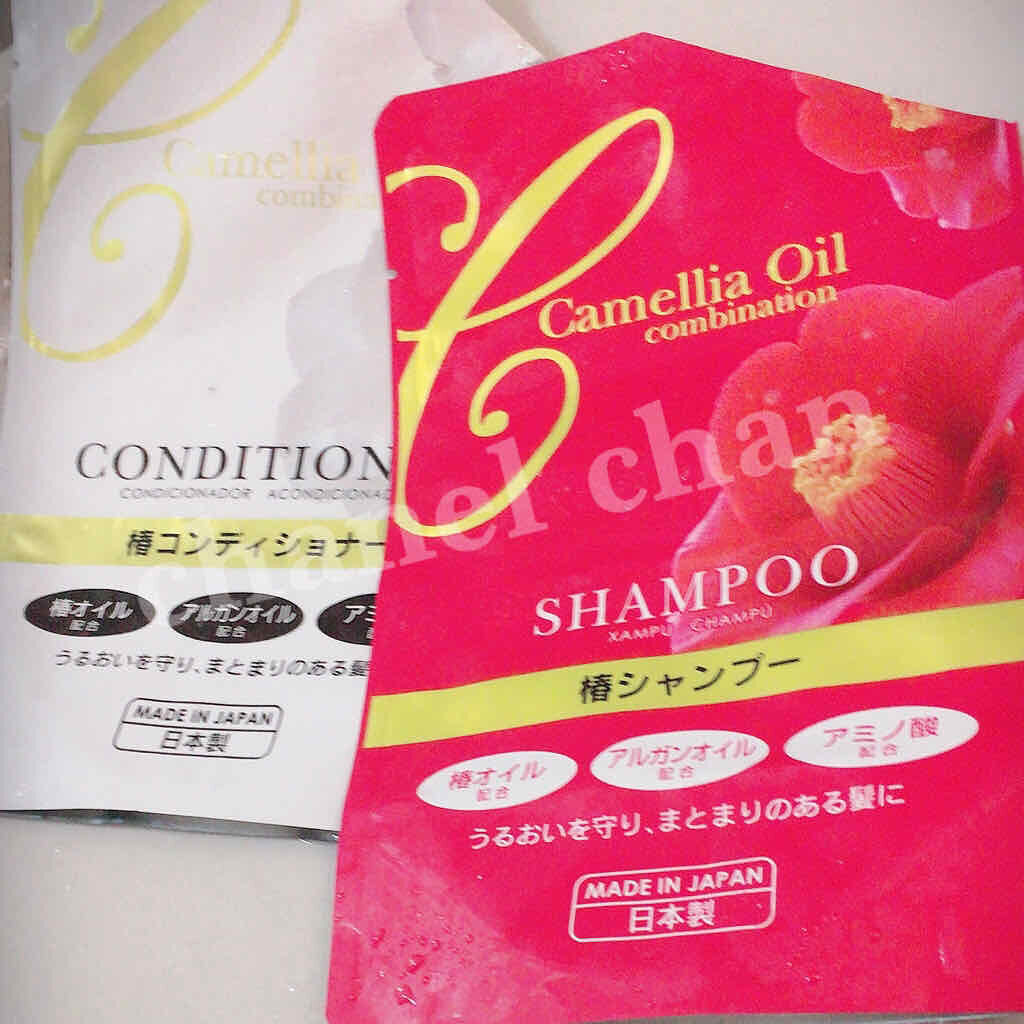 Camellia
CONDITION
CONDICIONADOR
椿コンディショナー
椿オイル
配合
アルガンオイル
配合
うるおいを守り、まとまりのある髪
MADE IN JAPAN
日本製
Camellia Oil
combination
SHAMPOO
XAMPU CHAMPÚ
椿シャンプー
椿オイル
配合
アルガンオイル
配合
アミノ酸
配合
うるおいを守り、まとまりのある髪に
MADE IN JAPAN
日本製
chanel chan